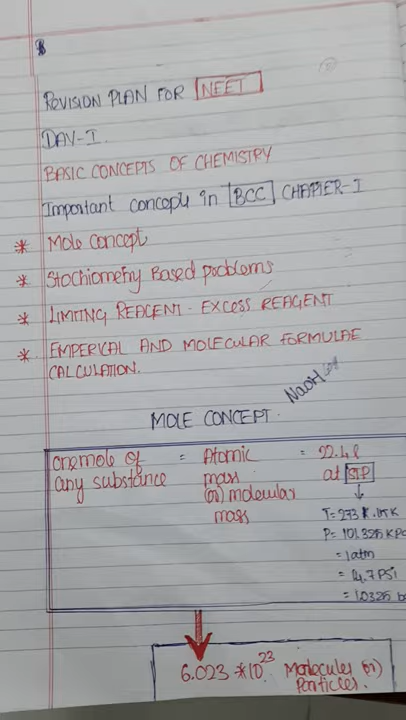 REVISION PLAN FOR NEET
DAY-I.
BASIC CONCEPTS OF CHEMISTRY
Important concepts in BCC CHAPTER-I
* Mole concept
* Stochiometry Based problems
* LIMITING REAGENT - EXCESS REAGENT
* EMPERICAL AND MOLECULAR FORMULAE
CALCULATION.
NaOH
MOLE CONCEPT.
One mole of = Atomic = 22.4 l
any substance mass at STP
(or) molecular
mass
T = 273.15K
P = 101.325 KPa
= 1atm
= 14.7 PSI
= 1.01325 b
6.023 *10^23 Molecules (or)
Particles.